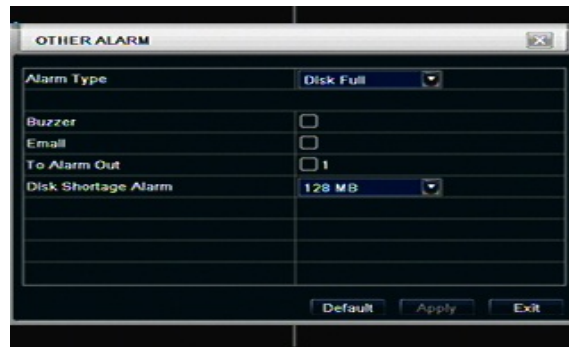 OTHER ALARM
Alarm Type Disk Full
Buzzer
Email
To Alarm Out 1
Disk Shortage Alarm 128 MB
Default Apply Exit